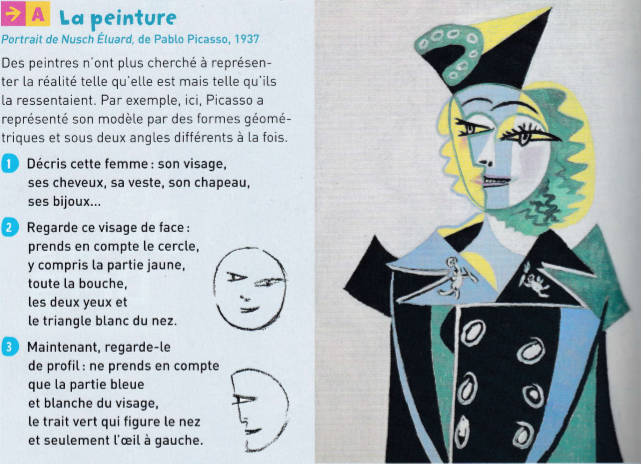 → A La peinture
Portrait de Nusch Éluard, de Pablo Picasso, 1937
Des peintres n'ont plus cherché à représen-
ter la réalité telle qu'elle est mais telle qu'ils
la ressentaient. Par exemple, ici, Picasso a
représenté son modèle par des formes géomé-
triques et sous deux angles différents à la fois.
1 Décris cette femme : son visage,
ses cheveux, sa veste, son chapeau,
ses bijoux...
2 Regarde ce visage de face :
prends en compte le cercle,
y compris la partie jaune,
toute la bouche,
les deux yeux et
le triangle blanc du nez.
3 Maintenant, regarde-le
de profil : ne prends en compte
que la partie bleue
et blanche du visage,
le trait vert qui figure le nez
et seulement l'œil à gauche.